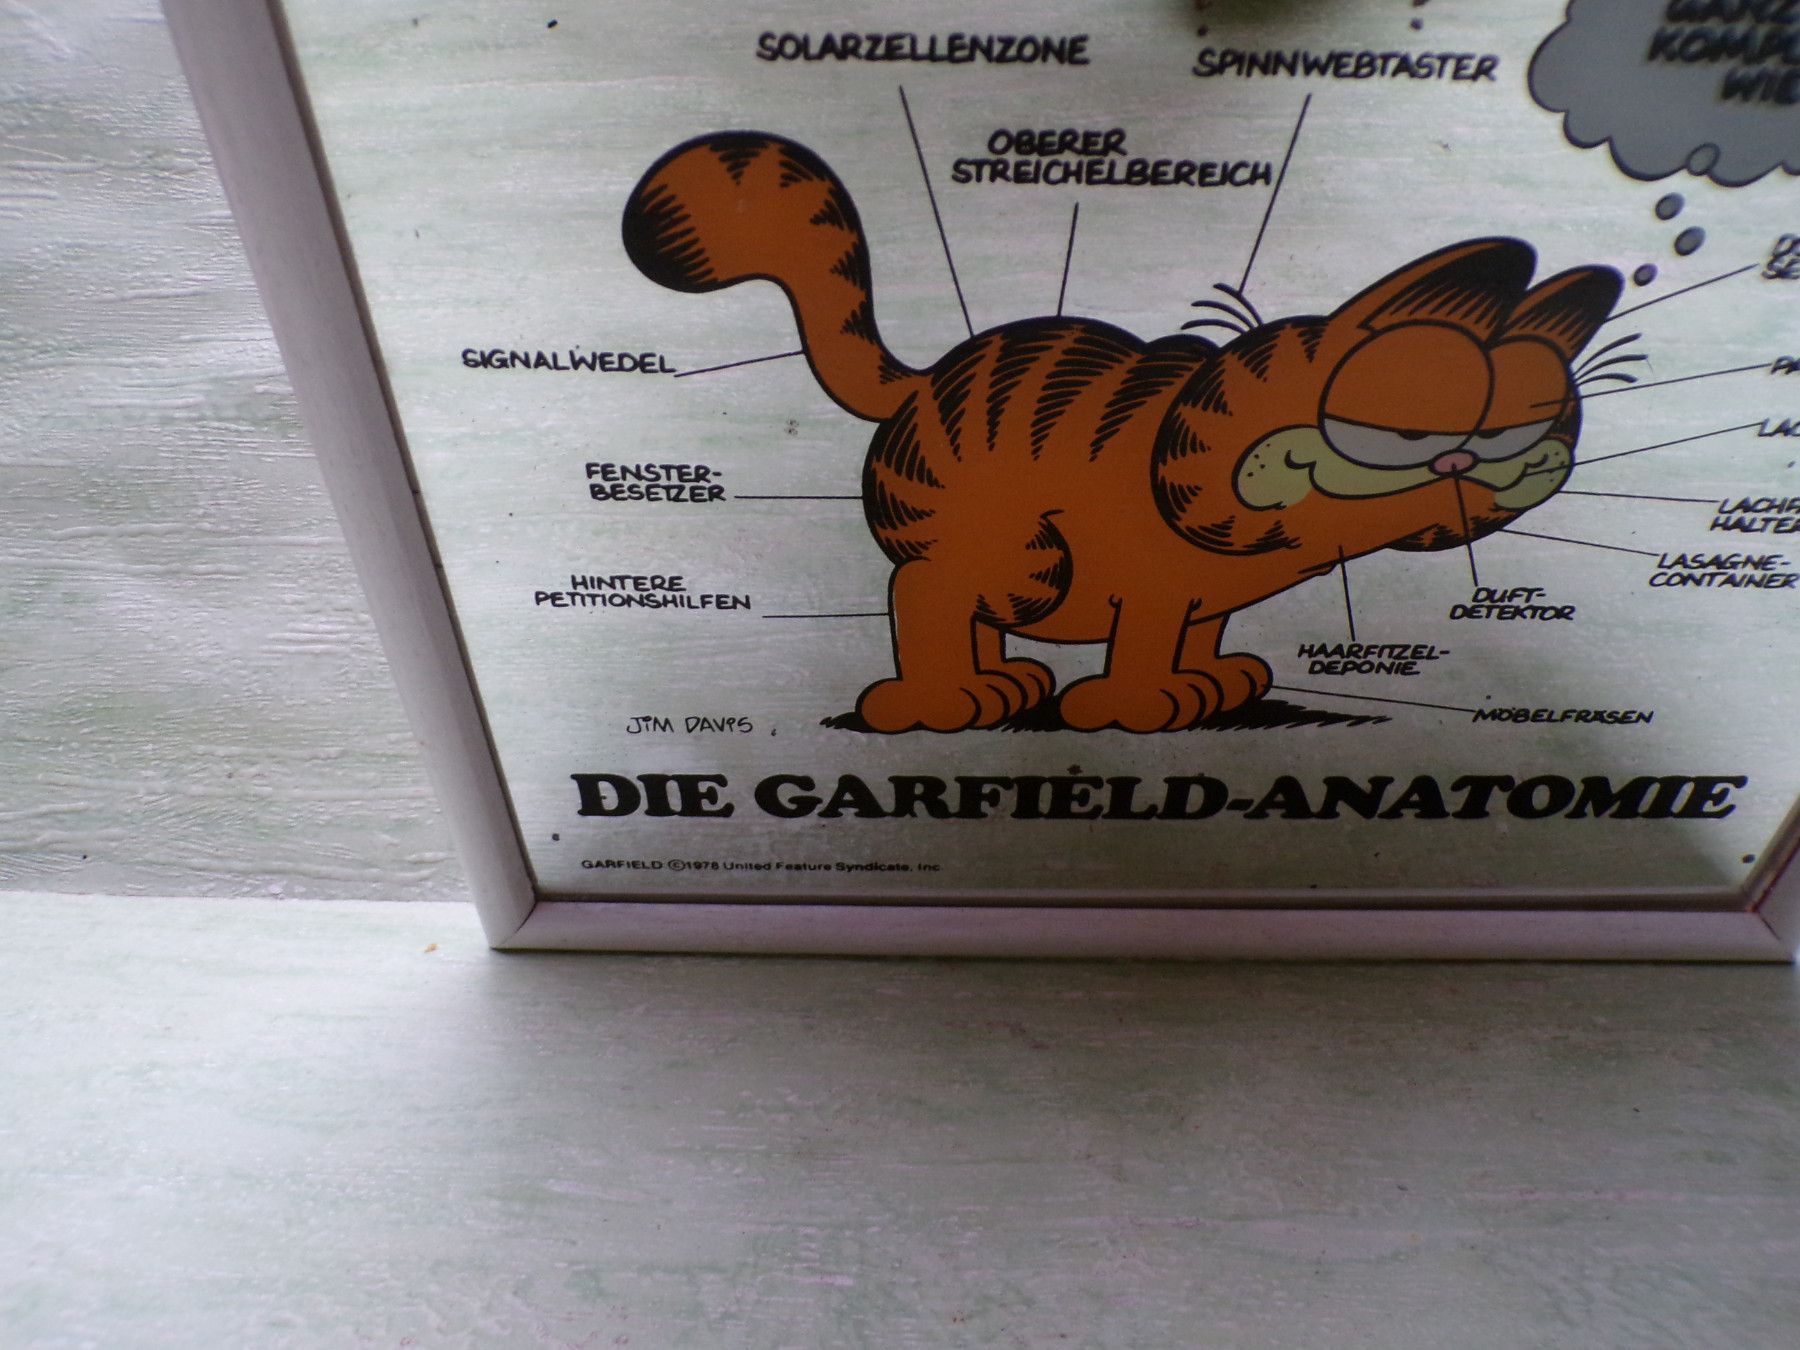 SOLARZELLENZONE
SPINNWEBTASTER
OBERER
STREICHELBEREICH
SIGNALWEDEL
FENSTER-
BESETZER
HINTERE
PETITIONSHILFEN
LASAGNE-
CONTAINER
DUFT-
DETEKTOR
HAARFITZEL-
DEPONIE
MÖBELFRÄSEN
JIM DAVIS
DIE GARFIELD-ANATOMIE
GARFIELD ©1978 United Feature Syndicate, Inc